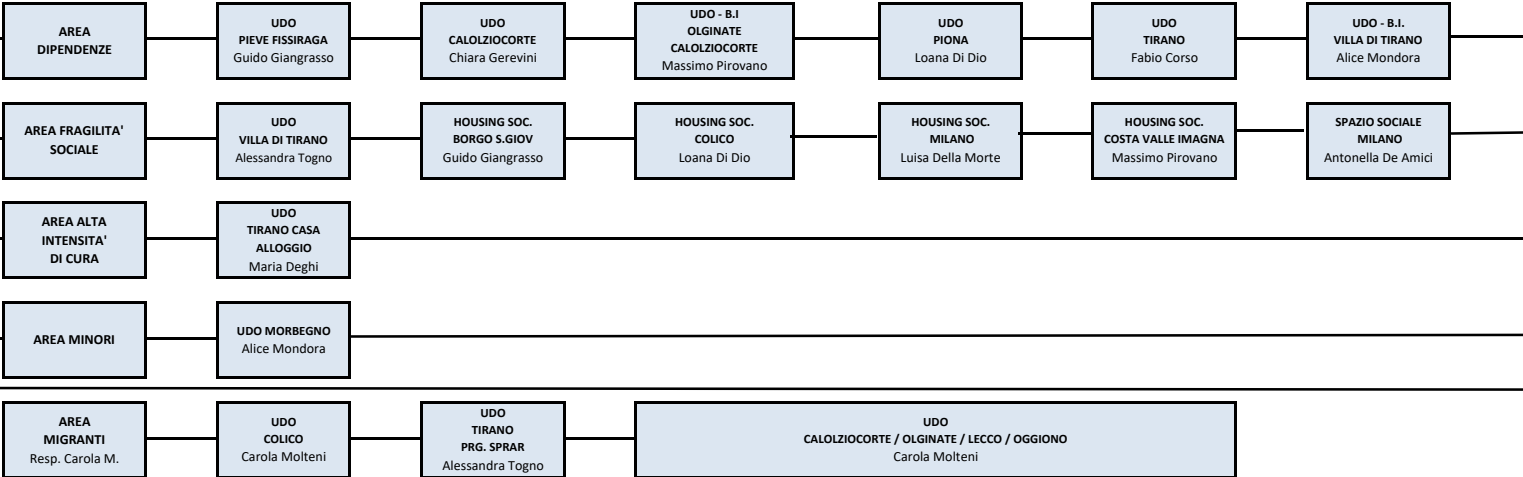 AREA
DIPENDENZE
UDO
PIEVE FISSIRAGA
Guido Giangrasso
UDO
CALOLZIOCORTE
Chiara Gerevini
UDO - B.I
OLGINATE
CALOLZIOCORTE
Massimo Pirovano
UDO
PIONA
Loana Di Dio
UDO
TIRANO
Fabio Corso
UDO - B.I.
VILLA DI TIRANO
Alice Mondora
AREA FRAGILITA'
SOCIALE
UDO
VILLA DI TIRANO
Alessandra Togno
HOUSING SOC.
BORGO S.GIOV
Guido Giangrasso
HOUSING SOC.
COLICO
Loana Di Dio
HOUSING SOC.
MILANO
Luisa Della Morte
HOUSING SOC.
COSTA VALLE IMAGNA
Massimo Pirovano
SPAZIO SOCIALE
MILANO
Antonella De Amici
AREA ALTA
INTENSITA'
DI CURA
UDO
TIRANO CASA
ALLOGGIO
Maria Deghi
AREA MINORI
UDO MORBEGNO
Alice Mondora
AREA
MIGRANTI
Resp. Carola M.
UDO
COLICO
Carola Molteni
UDO
TIRANO
PRG. SPRAR
Alessandra Togno
UDO
CALOLZIOCORTE / OLGINATE / LECCO / OGGIONO
Carola Molteni